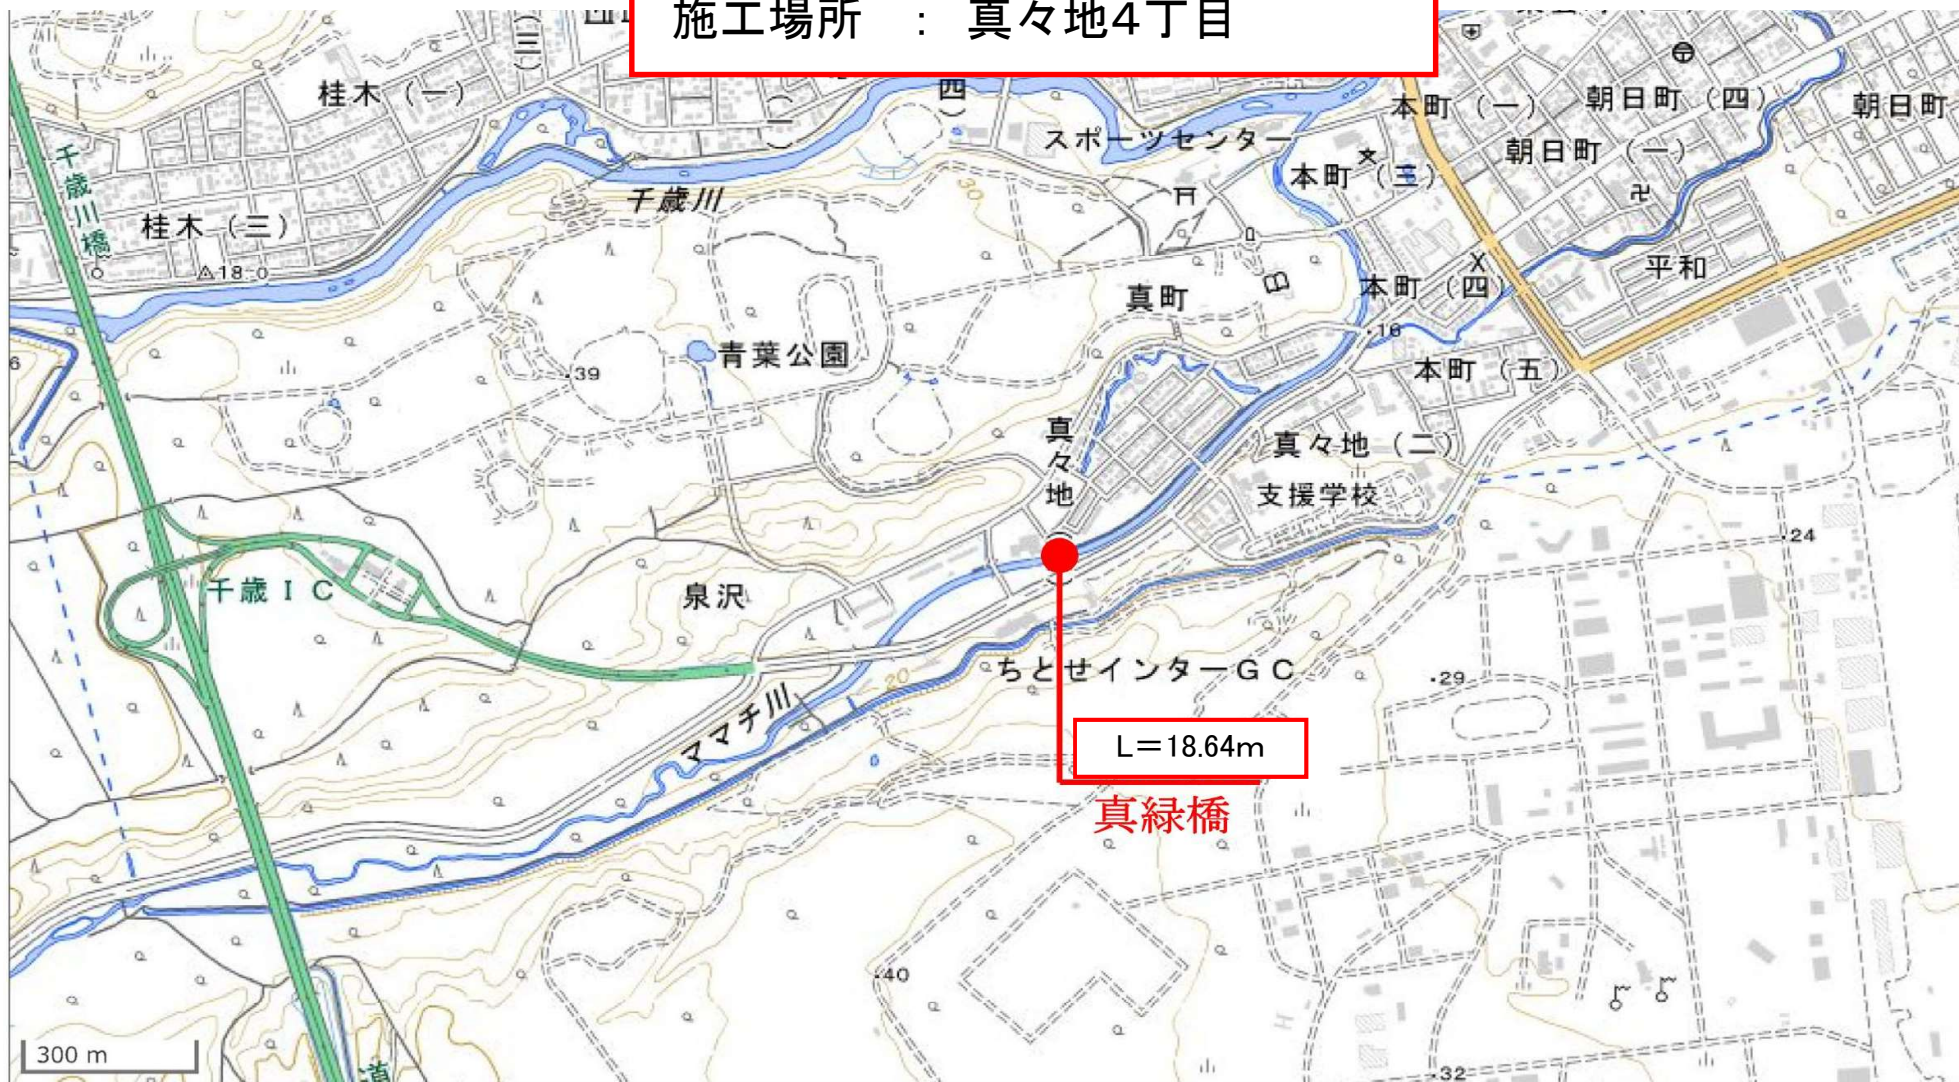 施工場所 : 真々地4丁目
桂木(一)
(三)
(二)
(四)
本町(一)
朝日町(四)
朝日町
スポーツセンター
朝日町(一)
本町(三)
千歳川橋
桂木(三)
千歳川
30
18.0
平和
本町(四)
真町
16
青葉公園
39
本町(五)
真々地
真々地(二)
支援学校
24
千歳IC
泉沢
ちとせインターGC
20
29
ママチ川
L=18.64m
真緑橋
40
300 m
道
32